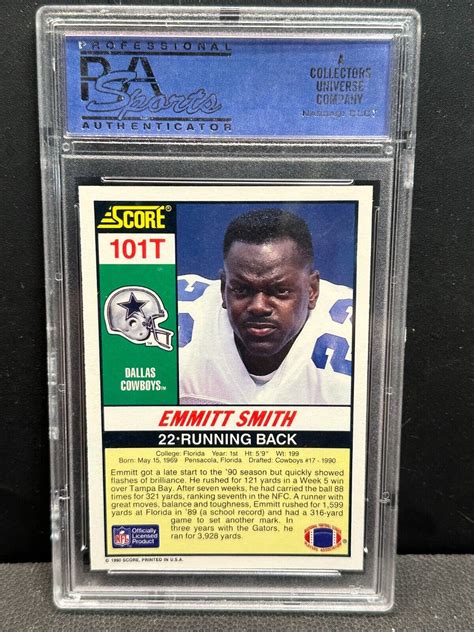 PROFESSIONAL
PSA
Sports
AUTHENTICATOR
A
COLLECTORS
UNIVERSE
COMPANY
NASDAQ: CLCT
SCORE®
101T
DALLAS
COWBOYS™
22
EMMITT SMITH
22·RUNNING BACK
College: Florida Year: 1st Ht: 5'9" Wt: 199
Born: May 15, 1969 Pensacola, Florida Drafted: Cowboys #17 - 1990
Emmitt got a late start to the '90 season but quickly showed
flashes of brilliance. He rushed for 121 yards in a Week 5 win
over Tampa Bay. After seven weeks, he had carried the ball 88
times for 321 yards, ranking seventh in the NFC. A runner with
great moves, balance and toughness, Emmitt rushed for 1,599
yards at Florida in '89 (a school record) and had a 316-yard
game to set another mark. In three
years with the Gators, he
ran for 3,928 yards.
NFL
Officially
Licensed
Product
© 1990 SCORE, PRINTED IN U.S.A.